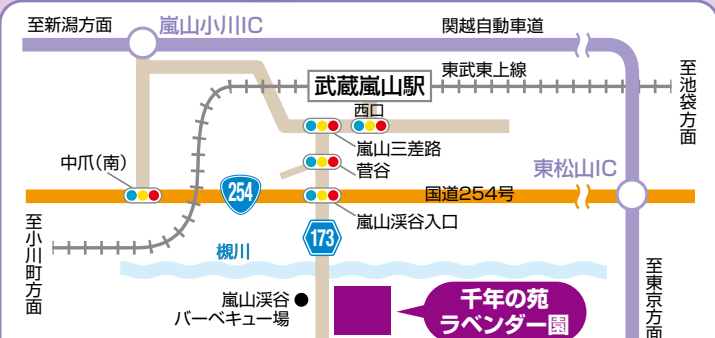 至新潟方面
嵐山小川IC
関越自動車道
東武東上線
至池袋方面
武蔵嵐山駅
西口
嵐山三差路
菅谷
中爪(南)
東松山IC
254
国道254号
嵐山渓谷入口
173
至小川町方面
槻川
嵐山渓谷
バーベキュー場
千年の苑
ラベンダー園
至東京方面